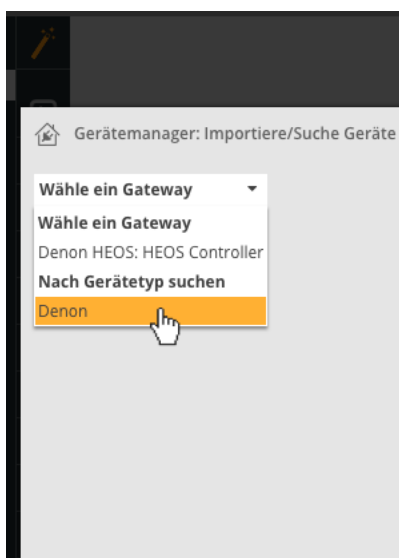 Gerätemanager: Importiere/Suche Geräte
Wähle ein Gateway
Wähle ein Gateway
Denon HEOS: HEOS Controller
Nach Gerätetyp suchen
Denon